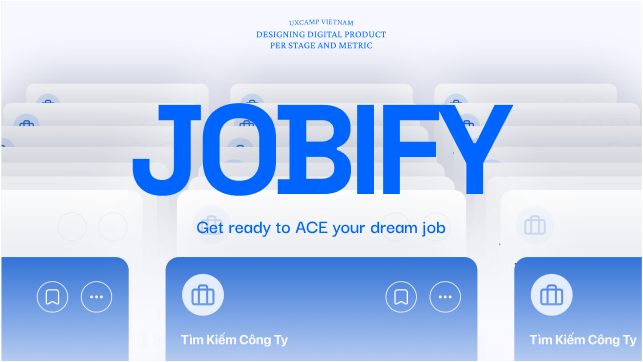 UXCAMP VIETNAM
DESIGNING DIGITAL PRODUCT
PER STAGE AND METRIC
JOBIFY
Get ready to ACE your dream job
Tìm Kiếm Công Ty
Tìm Kiếm Công Ty